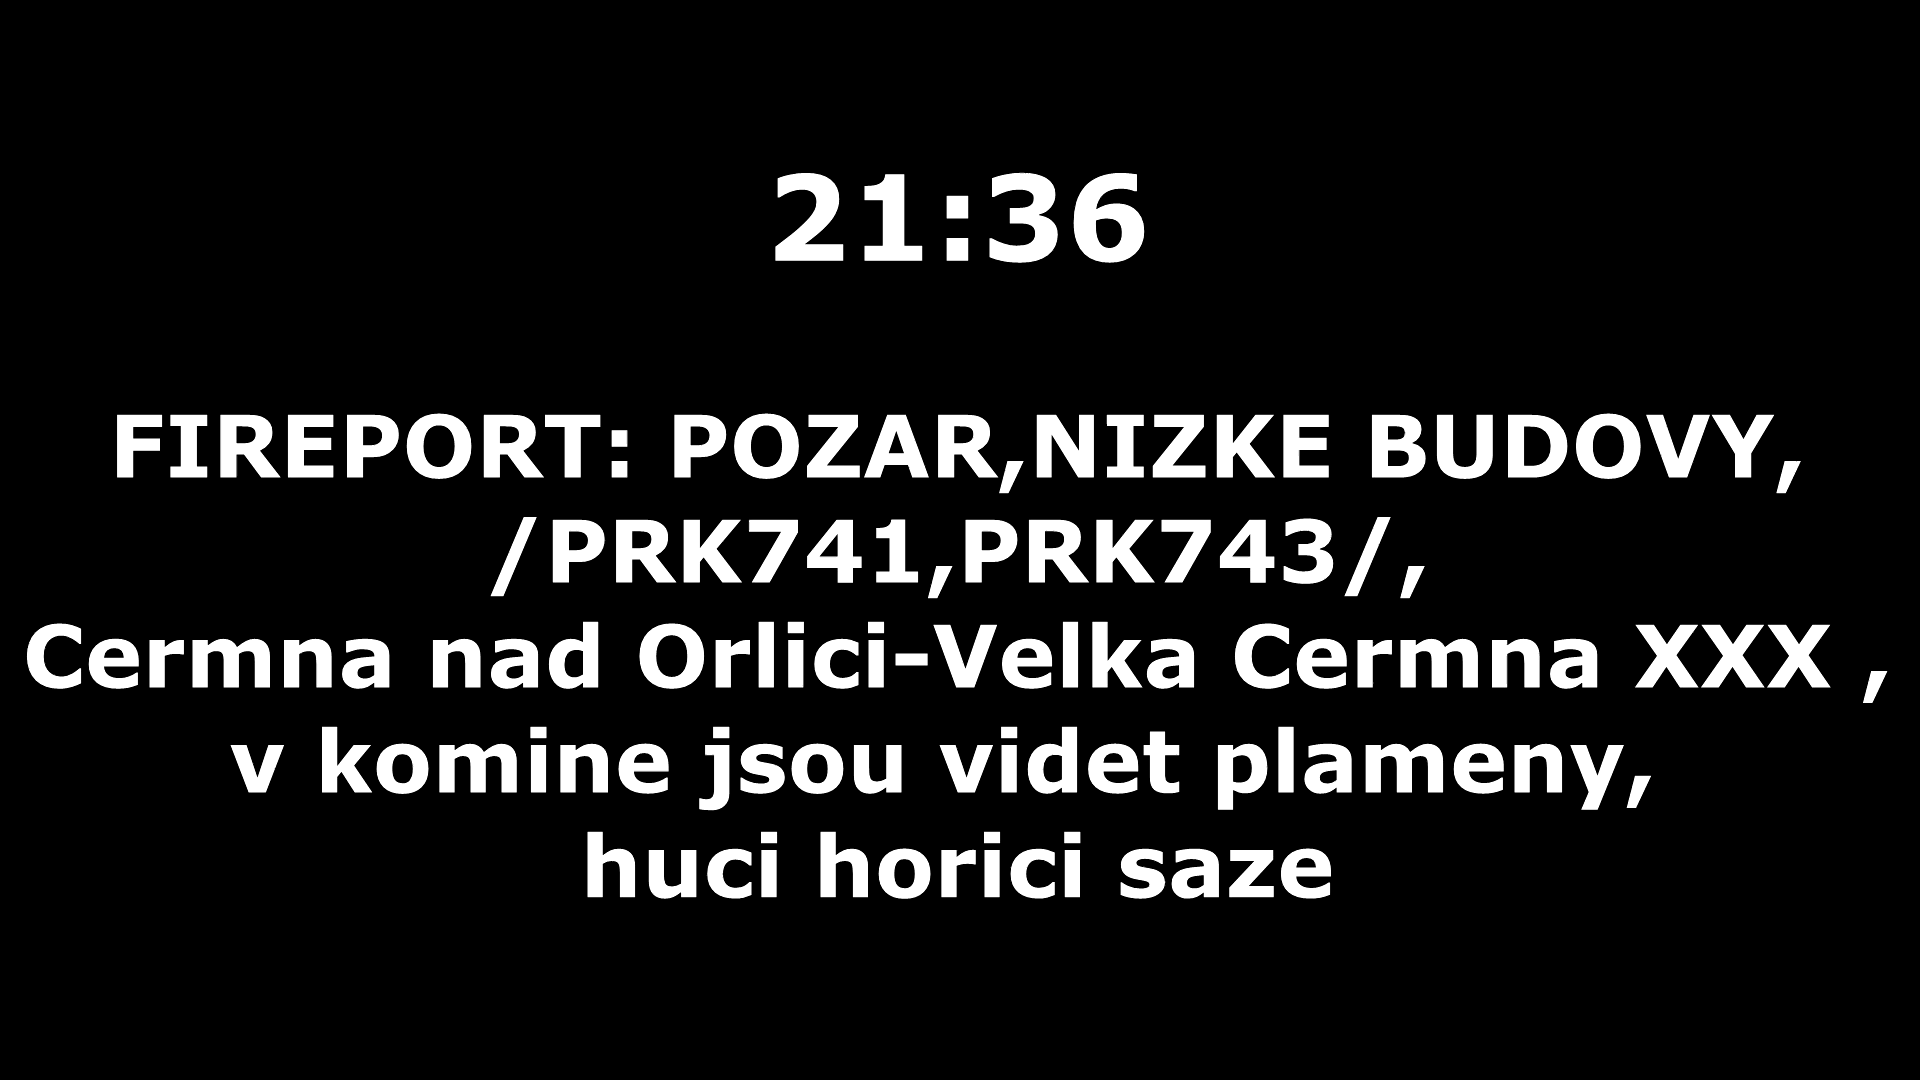 21:36
FIREPORT: POZAR,NIZKE BUDOVY,
/PRK741,PRK743/,
Cermna nad Orlici-Velka Cermna XXX ,
v komine jsou videt plameny,
huci horici saze